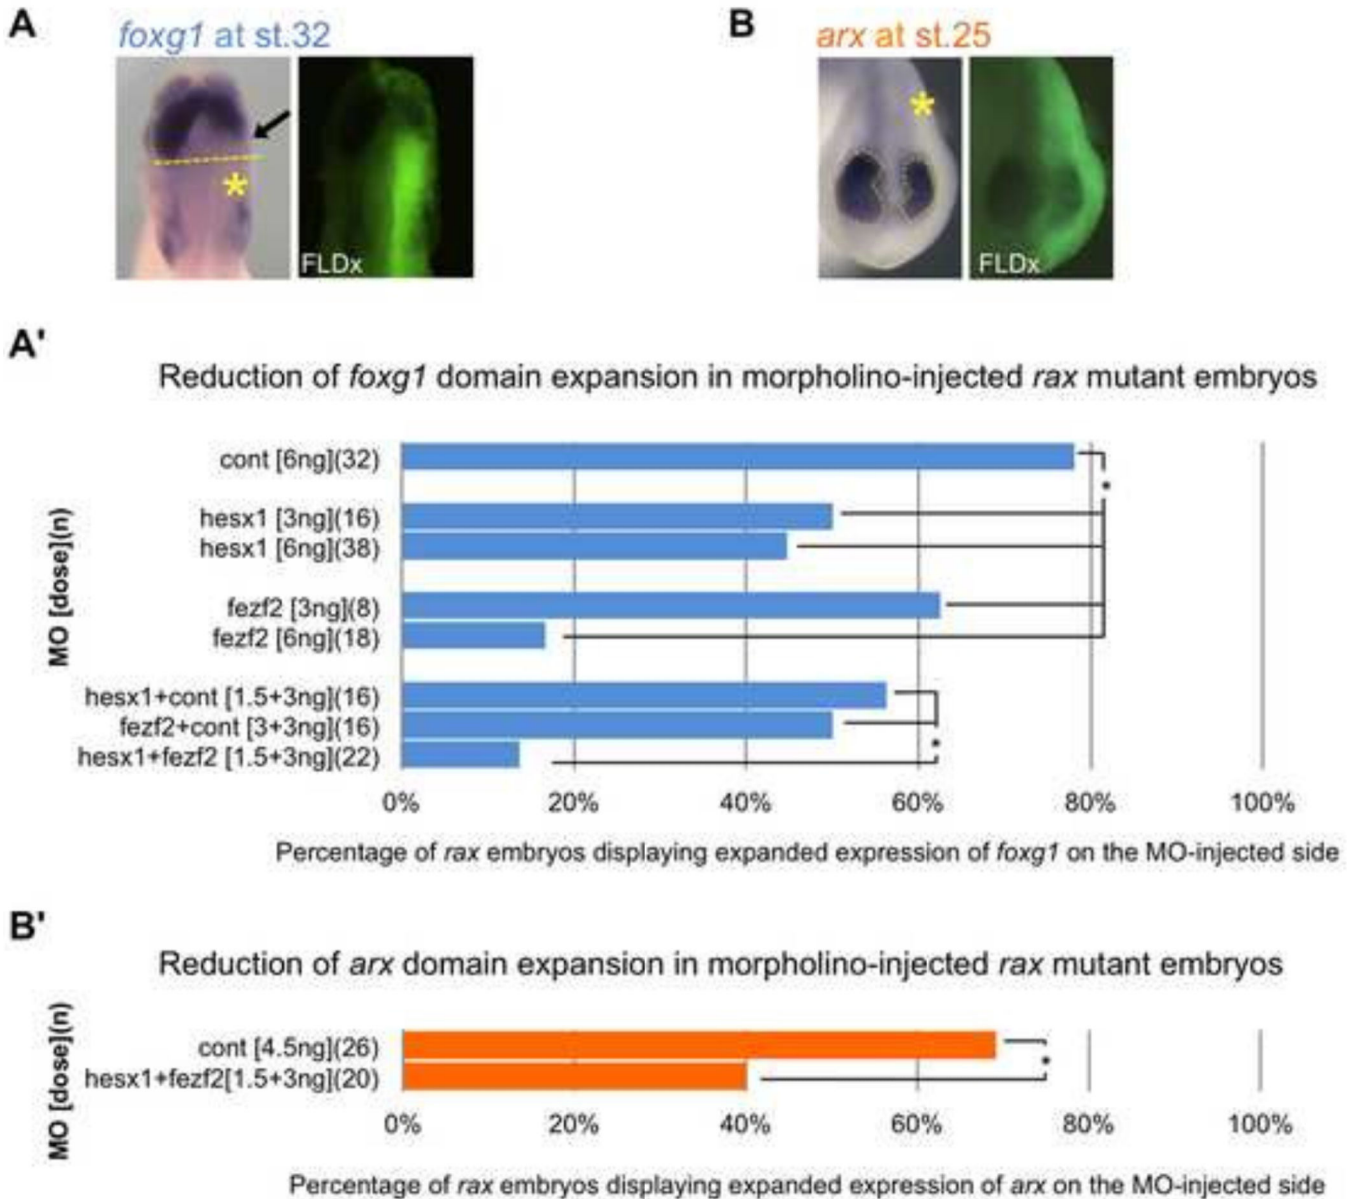 A
foxg1 at st.32
*
FLDx
B
arx at st.25
*
FLDx
A'
Reduction of foxg1 domain expansion in morpholino-injected rax mutant embryos
MO [dose](n)
cont [6ng](32)
*
hesx1 [3ng](16)
hesx1 [6ng](38)
fezf2 [3ng](8)
fezf2 [6ng](18)
hesx1+cont [1.5+3ng](16)
fezf2+cont [3+3ng](16)
*
hesx1+fezf2 [1.5+3ng](22)
0% 20% 40% 60% 80% 100%
Percentage of rax embryos displaying expanded expression of foxg1 on the MO-injected side
B'
Reduction of arx domain expansion in morpholino-injected rax mutant embryos
MO [dose](n)
cont [4.5ng](26)
*
hesx1+fezf2[1.5+3ng](20)
0% 20% 40% 60% 80% 100%
Percentage of rax embryos displaying expanded expression of arx on the MO-injected side